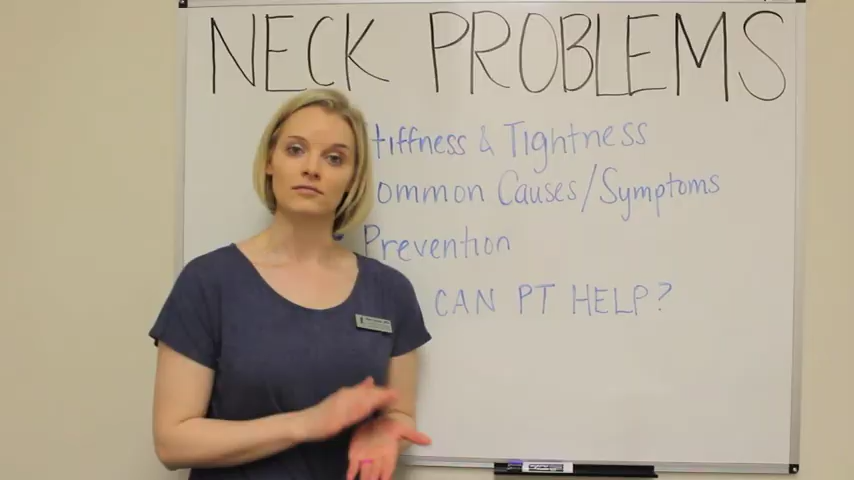 NECK PROBLEMS
tiffness & Tightness
ommon Causes/Symptoms
Prevention
CAN PT HELP?